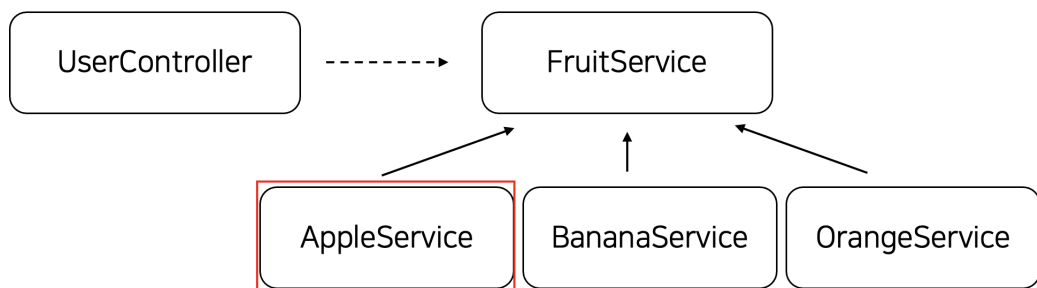 UserController
FruitService
AppleService
BananaService
OrangeService